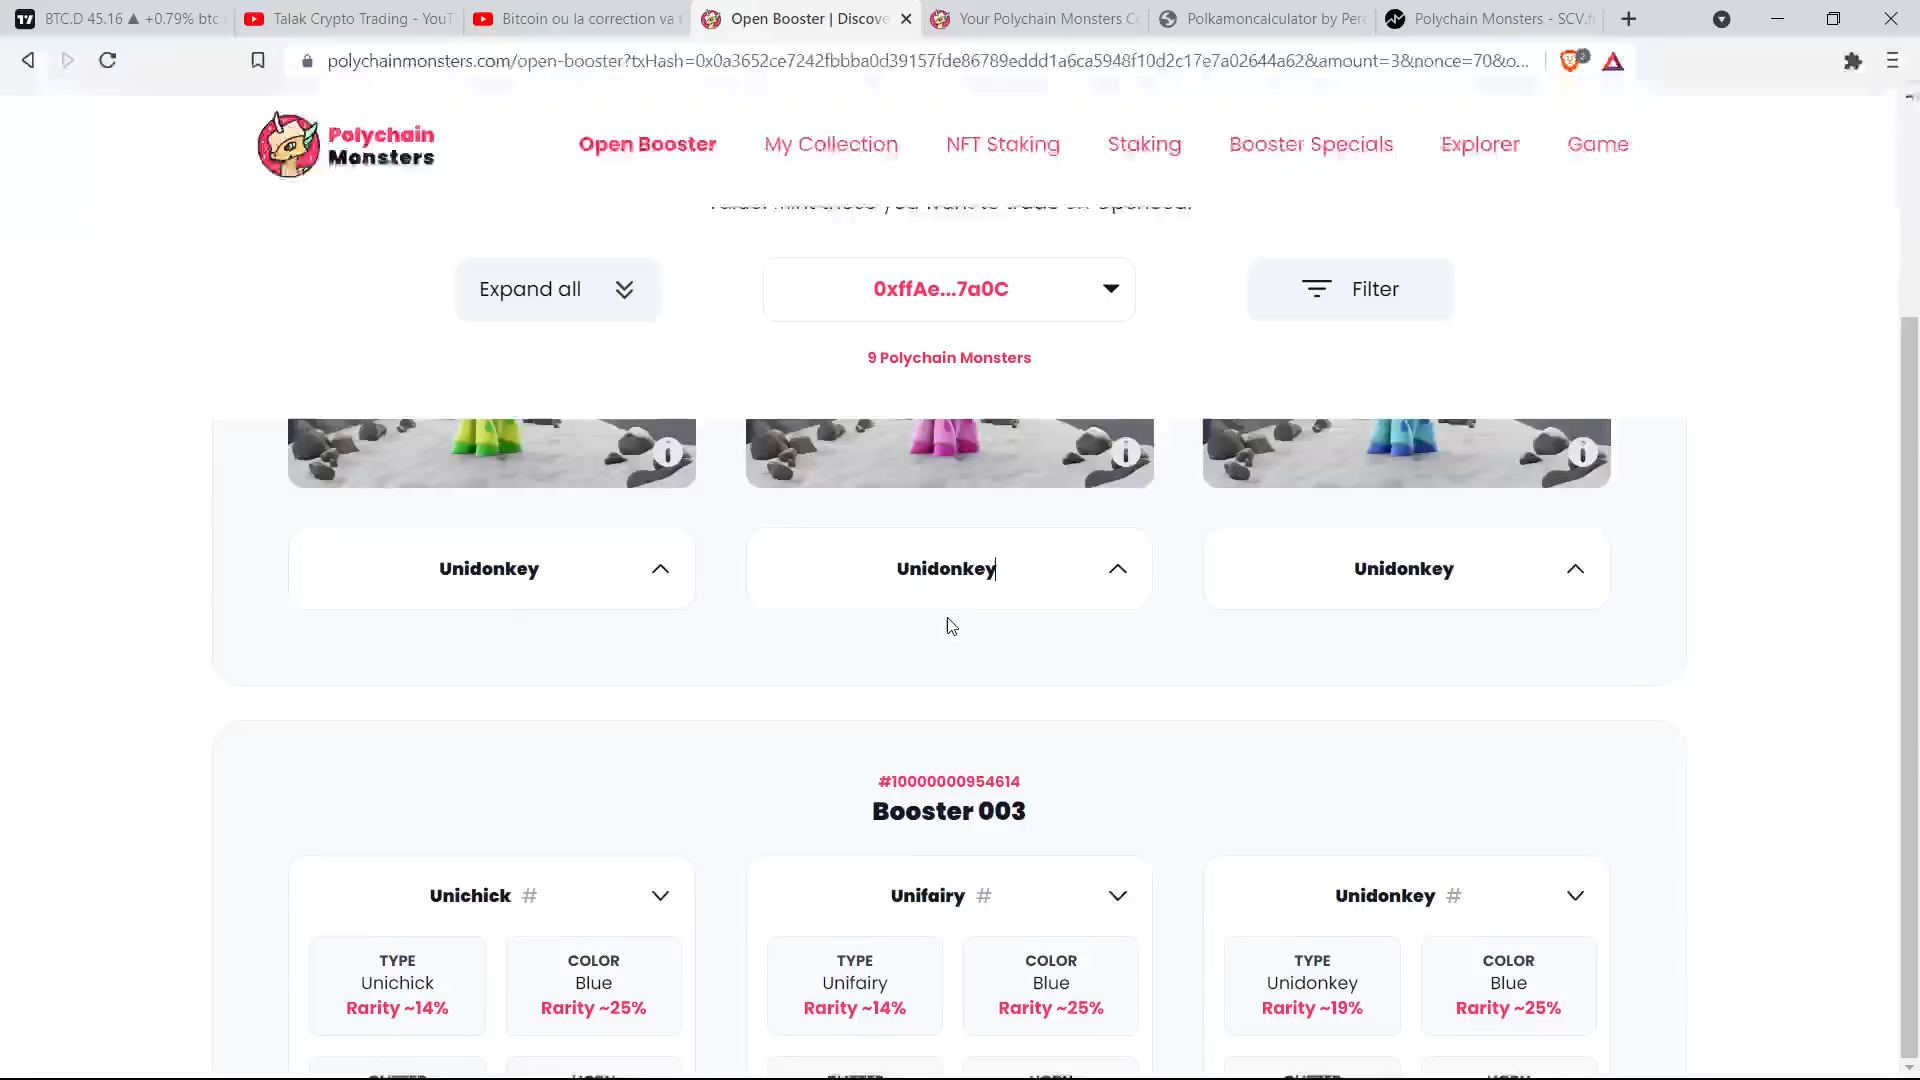 BTC.D 45.16 ▲ +0.79% btc
Talak Crypto Trading - YouT
Bitcoin ou la correction va
Open Booster | Discove
Your Polychain Monsters Co
Polkamoncalculator by Per
Polychain Monsters - SCV.f
polychainmonsters.com/open-booster?txHash=0x0a3652ce7242fbbba0d39157fde86789eddd1a6ca5948f10d2c17e7a02644a62&amount=3&nonce=70&o...
2
Polychain
Monsters
Open Booster
My Collection
NFT Staking
Staking
Booster Specials
Explorer
Game
Expand all
0xffAe...7a0C
Filter
9 Polychain Monsters
Unidonkey
Unidonkey
Unidonkey
#10000000954614
Booster 003
Unichick #
TYPE
Unichick
Rarity ~14%
COLOR
Blue
Rarity ~25%
Unifairy #
TYPE
Unifairy
Rarity ~14%
COLOR
Blue
Rarity ~25%
Unidonkey #
TYPE
Unidonkey
Rarity ~19%
COLOR
Blue
Rarity ~25%